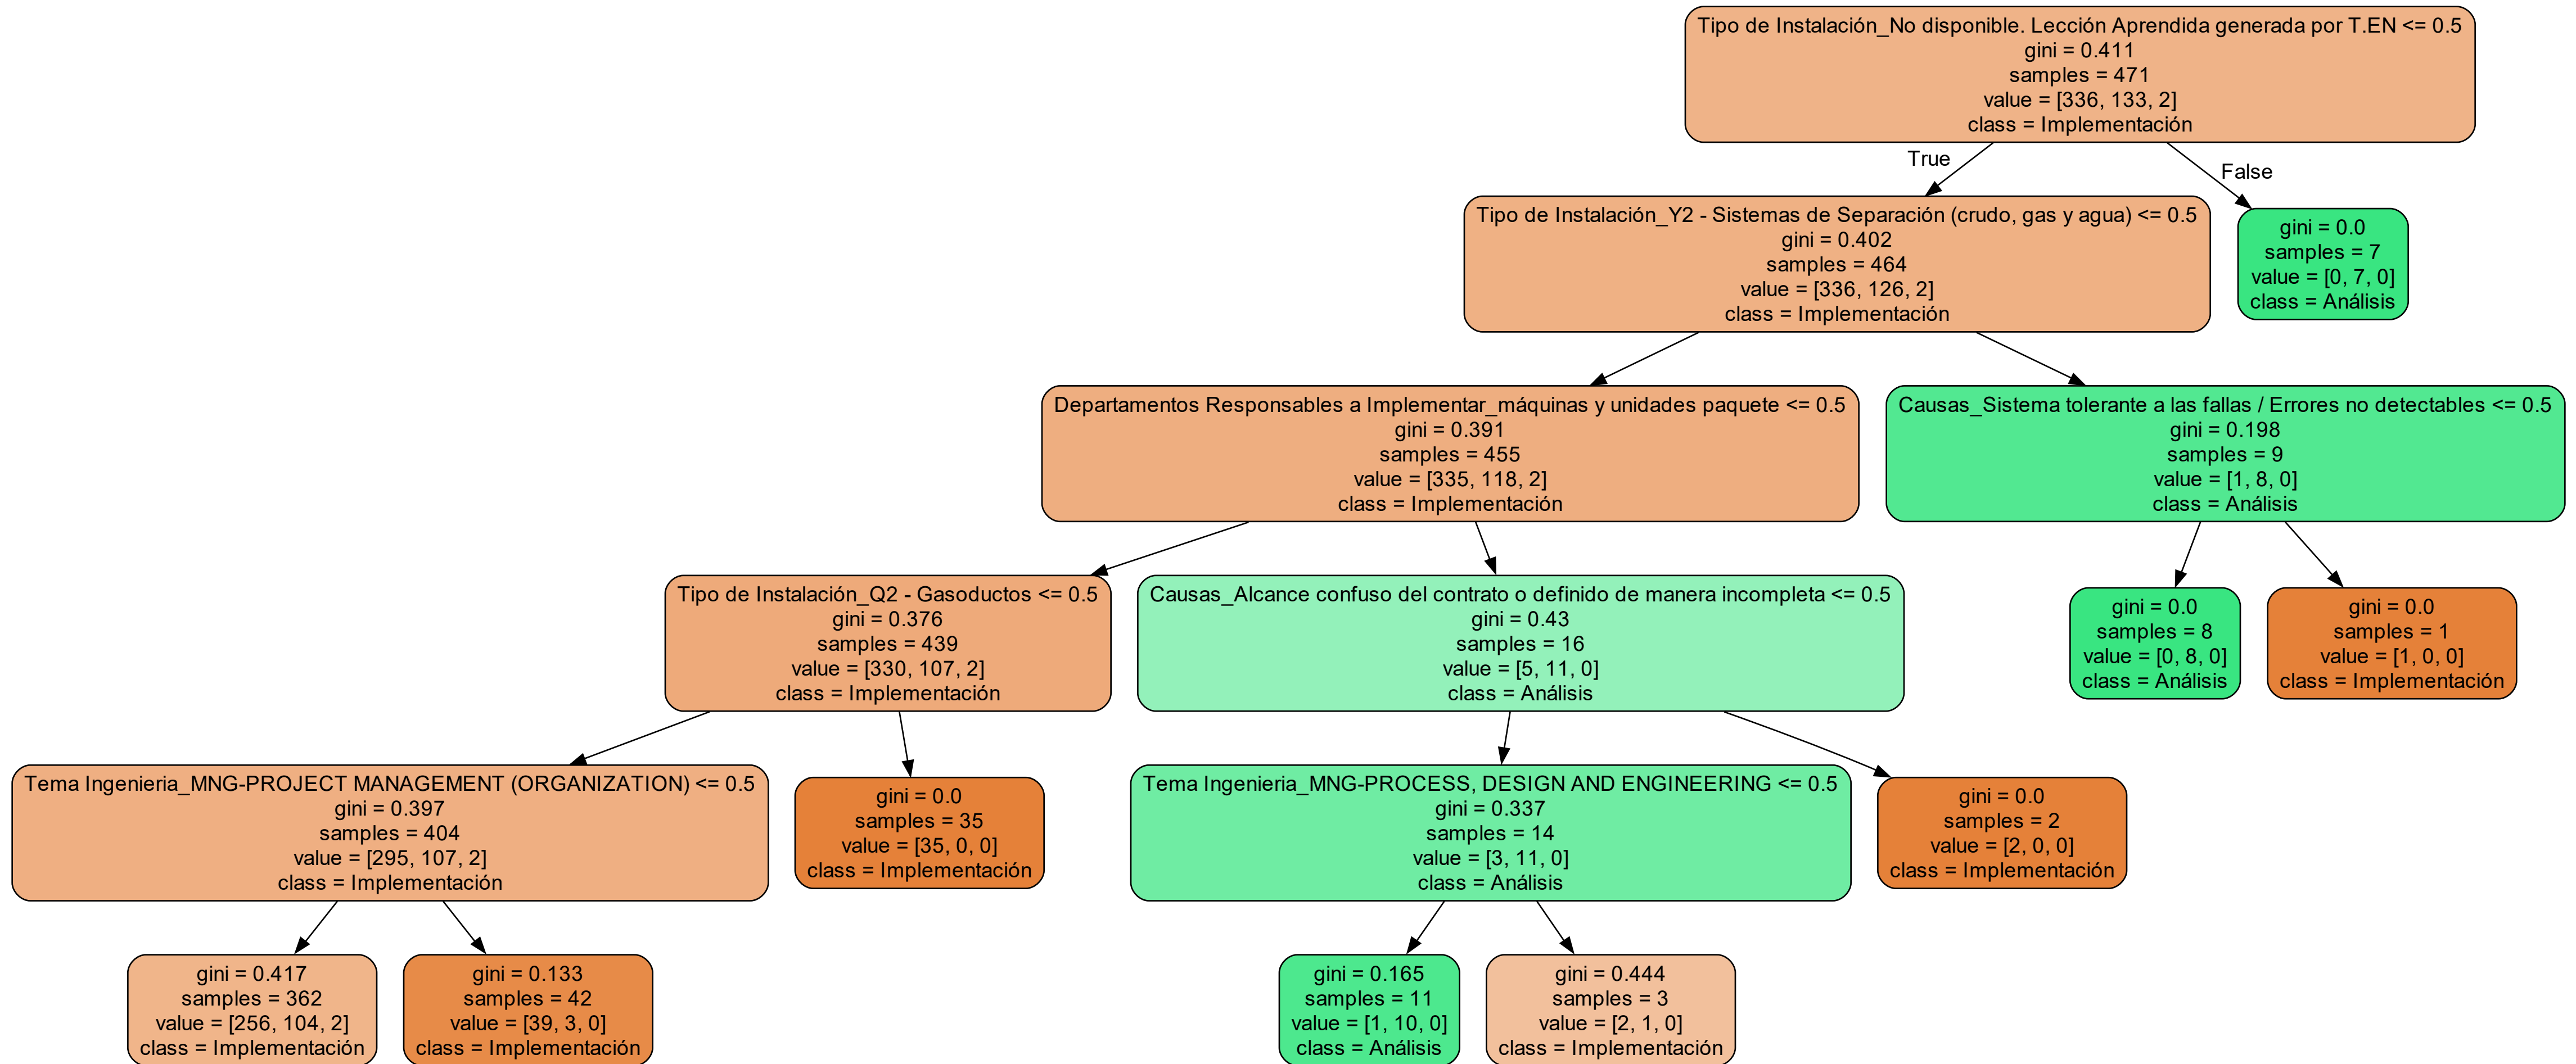 Tipo de Instalación_No disponible. Lección Aprendida generada por T.EN <= 0.5
gini = 0.411
samples = 471
value = [336, 133, 2]
class = Implementación
True
False
Tipo de Instalación_Y2 - Sistemas de Separación (crudo, gas y agua) <= 0.5
gini = 0.402
samples = 464
value = [336, 126, 2]
class = Implementación
gini = 0.0
samples = 7
value = [0, 7, 0]
class = Análisis
Departamentos Responsables a Implementar_máquinas y unidades paquete <= 0.5
gini = 0.391
samples = 455
value = [335, 118, 2]
class = Implementación
Causas_Sistema tolerante a las fallas / Errores no detectables <= 0.5
gini = 0.198
samples = 9
value = [1, 8, 0]
class = Análisis
Tipo de Instalación_Q2 - Gasoductos <= 0.5
gini = 0.376
samples = 439
value = [330, 107, 2]
class = Implementación
Causas_Alcance confuso del contrato o definido de manera incompleta <= 0.5
gini = 0.43
samples = 16
value = [5, 11, 0]
class = Análisis
gini = 0.0
samples = 8
value = [0, 8, 0]
class = Análisis
gini = 0.0
samples = 1
value = [1, 0, 0]
class = Implementación
Tema Ingenieria_MNG-PROJECT MANAGEMENT (ORGANIZATION) <= 0.5
gini = 0.397
samples = 404
value = [295, 107, 2]
class = Implementación
gini = 0.0
samples = 35
value = [35, 0, 0]
class = Implementación
Tema Ingenieria_MNG-PROCESS, DESIGN AND ENGINEERING <= 0.5
gini = 0.337
samples = 14
value = [3, 11, 0]
class = Análisis
gini = 0.0
samples = 2
value = [2, 0, 0]
class = Implementación
gini = 0.417
samples = 362
value = [256, 104, 2]
class = Implementación
gini = 0.133
samples = 42
value = [39, 3, 0]
class = Implementación
gini = 0.165
samples = 11
value = [1, 10, 0]
class = Análisis
gini = 0.444
samples = 3
value = [2, 1, 0]
class = Implementación